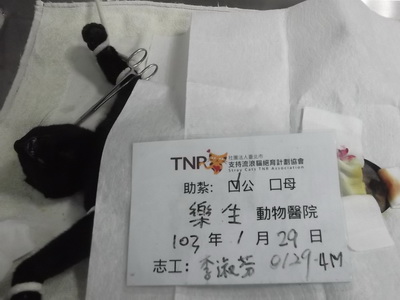 TNR 社團法人臺北市
支持流浪貓絕育計劃協會
Stray Cats TNR Association
助紮: ☑公 口母
樂生 動物醫院
103 年 1 月 29 日
志工: 李淑芬 0129-4M